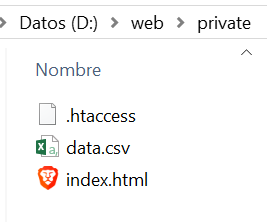 Datos (D:) > web > private
Nombre
.htaccess
data.csv
index.html